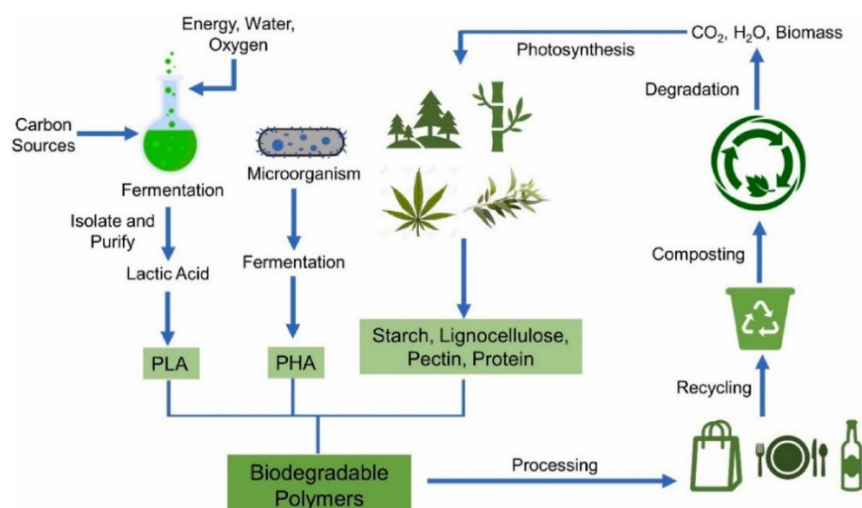 Energy, Water,
Oxygen
Carbon
Sources
Fermentation
Isolate and
Purify
Lactic Acid
PLA
Microorganism
Fermentation
PHA
Photosynthesis
CO₂, H₂O, Biomass
Starch, Lignocellulose,
Pectin, Protein
Degradation
Composting
Recycling
Biodegradable
Polymers
Processing